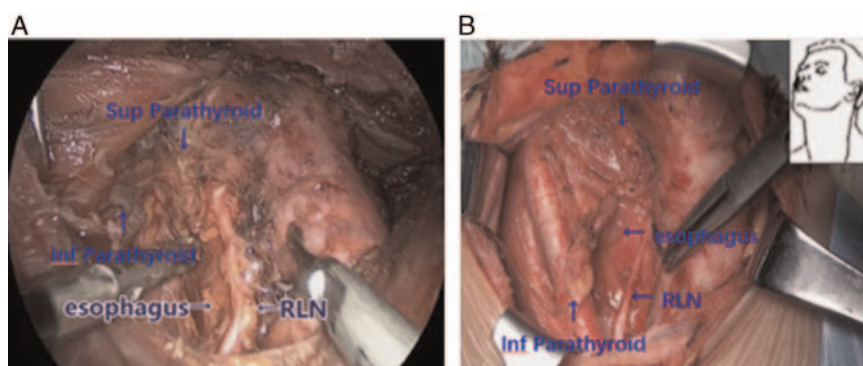 A
Sup Parathyroid
Inf Parathyroid
esophagus
RLN
B
Sup Parathyroid
esophagus
RLN
Inf Parathyroid